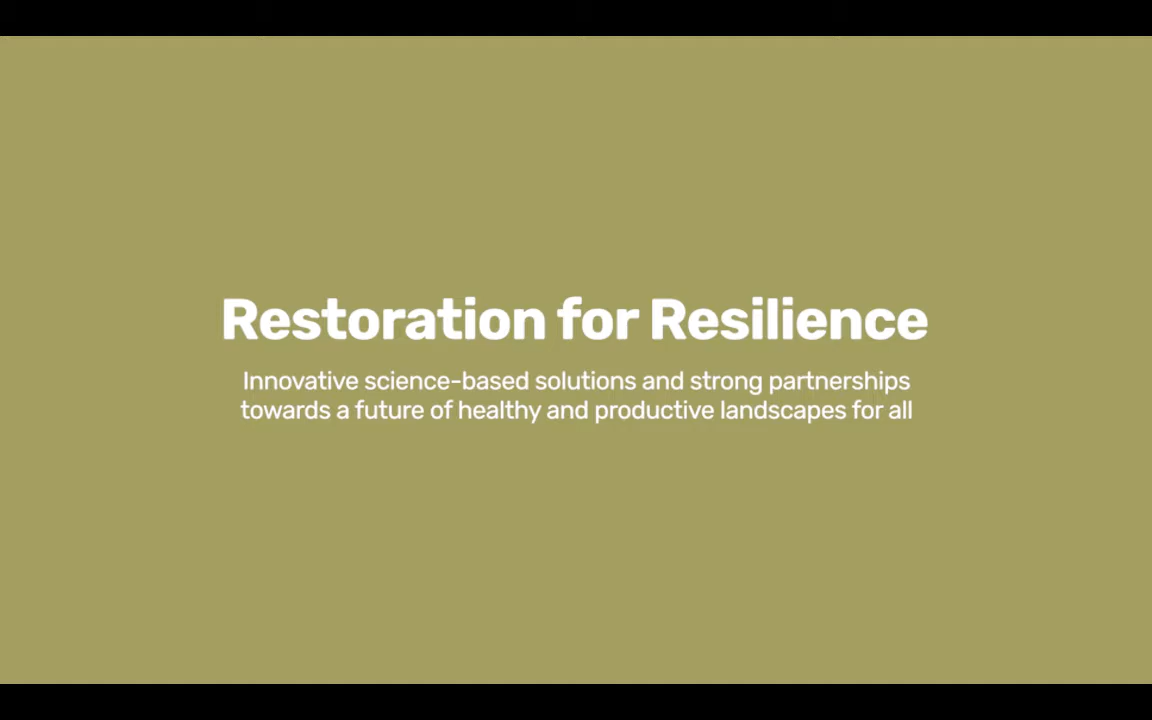 Restoration for Resilience
Innovative science-based solutions and strong partnerships
towards a future of healthy and productive landscapes for all